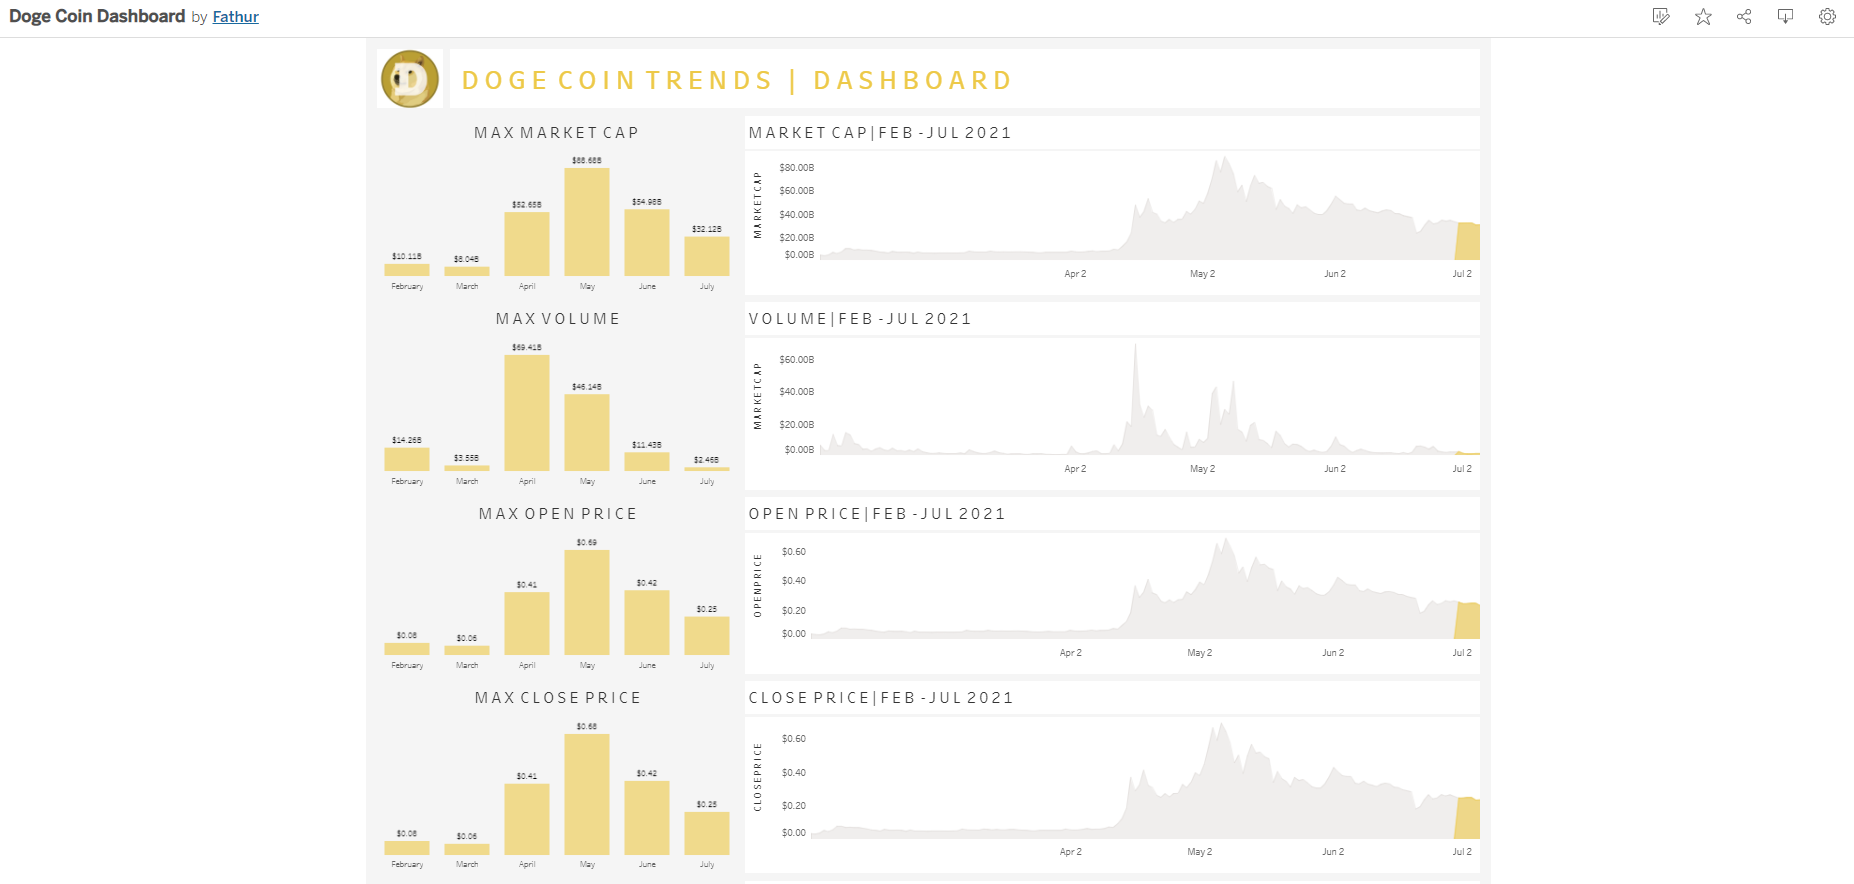 Doge Coin Dashboard by Fathur
DOGE COIN TRENDS | DASHBOARD
MAX MARKET CAP
$88.68B
$52.65B
$54.98B
$32.12B
$10.11B
$8.04B
February March April May June July
MARKET CAP|FEB -JUL 2021
MARKETCAP
$80.00B
$60.00B
$40.00B
$20.00B
$0.00B
Apr 2 May 2 Jun 2 Jul 2
MAX VOLUME
$69.41B
$46.14B
$14.26B
$3.55B
$11.43B
$2.46B
February March April May June July
VOLUME|FEB -JUL 2021
MARKETCAP
$60.00B
$40.00B
$20.00B
$0.00B
Apr 2 May 2 Jun 2 Jul 2
MAX OPEN PRICE
$0.69
$0.41
$0.42
$0.25
$0.08
$0.06
February March April May June July
OPEN PRICE|FEB -JUL 2021
OPENPRICE
$0.60
$0.40
$0.20
$0.00
Apr 2 May 2 Jun 2 Jul 2
MAX CLOSE PRICE
$0.68
$0.41
$0.42
$0.25
$0.08
$0.06
February March April May June July
CLOSE PRICE|FEB -JUL 2021
CLOSEPRICE
$0.60
$0.40
$0.20
$0.00
Apr 2 May 2 Jun 2 Jul 2